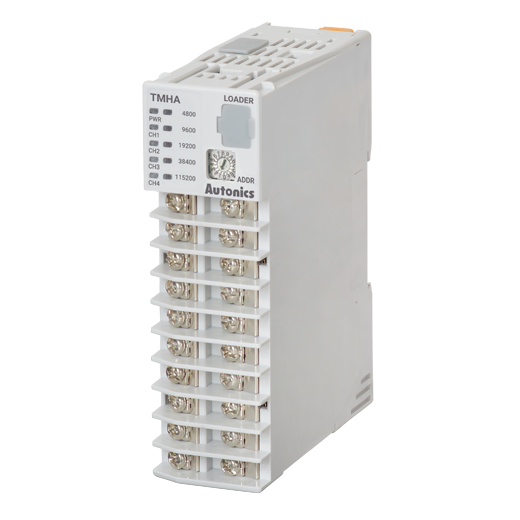 TMHA LOADER
PWR 4800
CH1 9600
CH2 19200
CH3 38400
CH4 115200
ADDR
Autonics